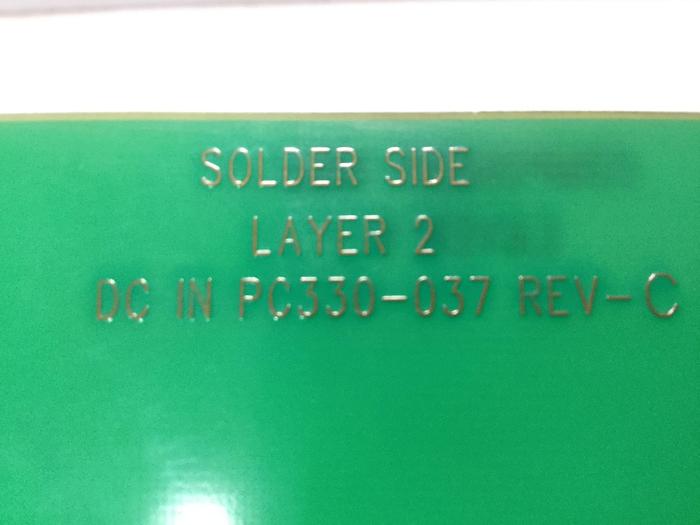 SOLDER SIDE
LAYER 2
DC IN PC330-037 REV-C